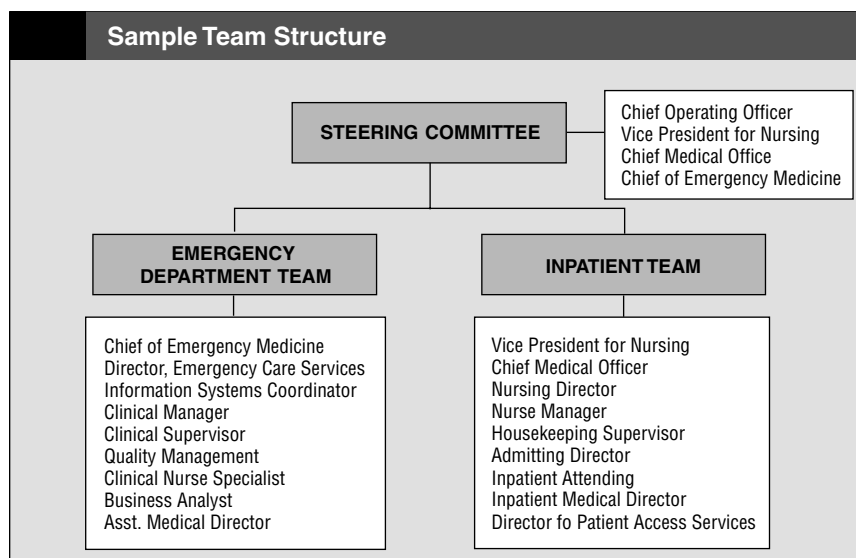 Sample Team Structure
STEERING COMMITTEE
Chief Operating Officer
Vice President for Nursing
Chief Medical Office
Chief of Emergency Medicine
EMERGENCY
DEPARTMENT TEAM
INPATIENT TEAM
Chief of Emergency Medicine
Director, Emergency Care Services
Information Systems Coordinator
Clinical Manager
Clinical Supervisor
Quality Management
Clinical Nurse Specialist
Business Analyst
Asst. Medical Director
Vice President for Nursing
Chief Medical Officer
Nursing Director
Nurse Manager
Housekeeping Supervisor
Admitting Director
Inpatient Attending
Inpatient Medical Director
Director fo Patient Access Services